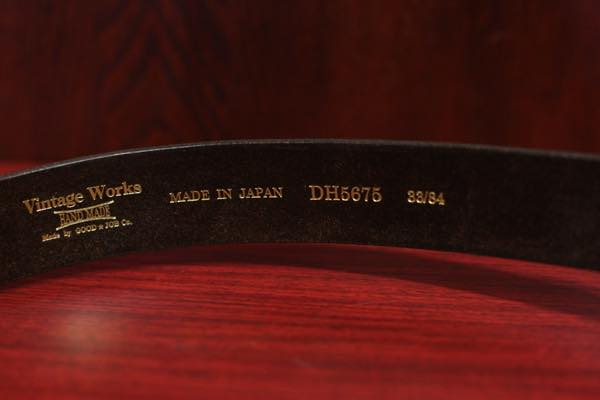 Vintage Works
HAND MADE
Made by GOOD★JOB Co.
MADE IN JAPAN
DH5675
33/34